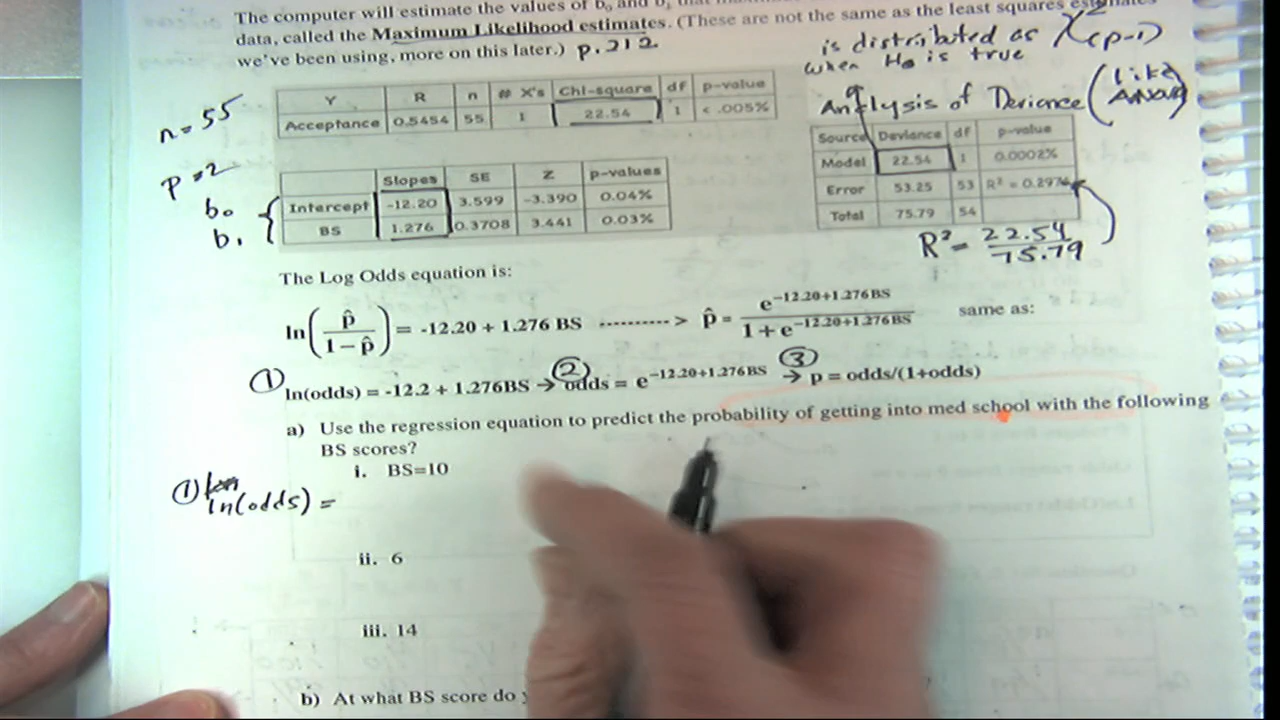 The computer will estimate the values of b₀ and b₁ that
data, called the Maximum Likelihood estimates. (These are not the same as the least squares estimates
we've been using, more on this later.) p.212
is distributed as χ²(p-1)
when H₀ is true
Analysis of Deviance (like ANOVA)
n=55
p=2
Y R n # X's Chi-square df p-value
Acceptance 0.5454 55 1 22.54 1 < .005%
Source Deviance df p-value
Model 22.54 1 0.0002%
Error 53.25 53 R² = 0.2974
Total 75.79 54
R² = 22.54 / 75.79
Slopes SE Z p-values
b₀ Intercept -12.20 3.599 -3.390 0.04%
b₁ BS 1.276 0.3708 3.441 0.03%
The Log Odds equation is:
ln(p̂/(1-p̂)) = -12.20 + 1.276 BS ----------> p̂ = e^(-12.20+1.276BS) / (1+e^(-12.20+1.276BS)) same as:
① ln(odds) = -12.2 + 1.276BS → ② odds = e^(-12.20+1.276BS) ③ → p = odds/(1+odds)
a) Use the regression equation to predict the probability of getting into med school with the following
BS scores?
i. BS=10
① ln(odds) =
ii. 6
iii. 14
b) At what BS score do